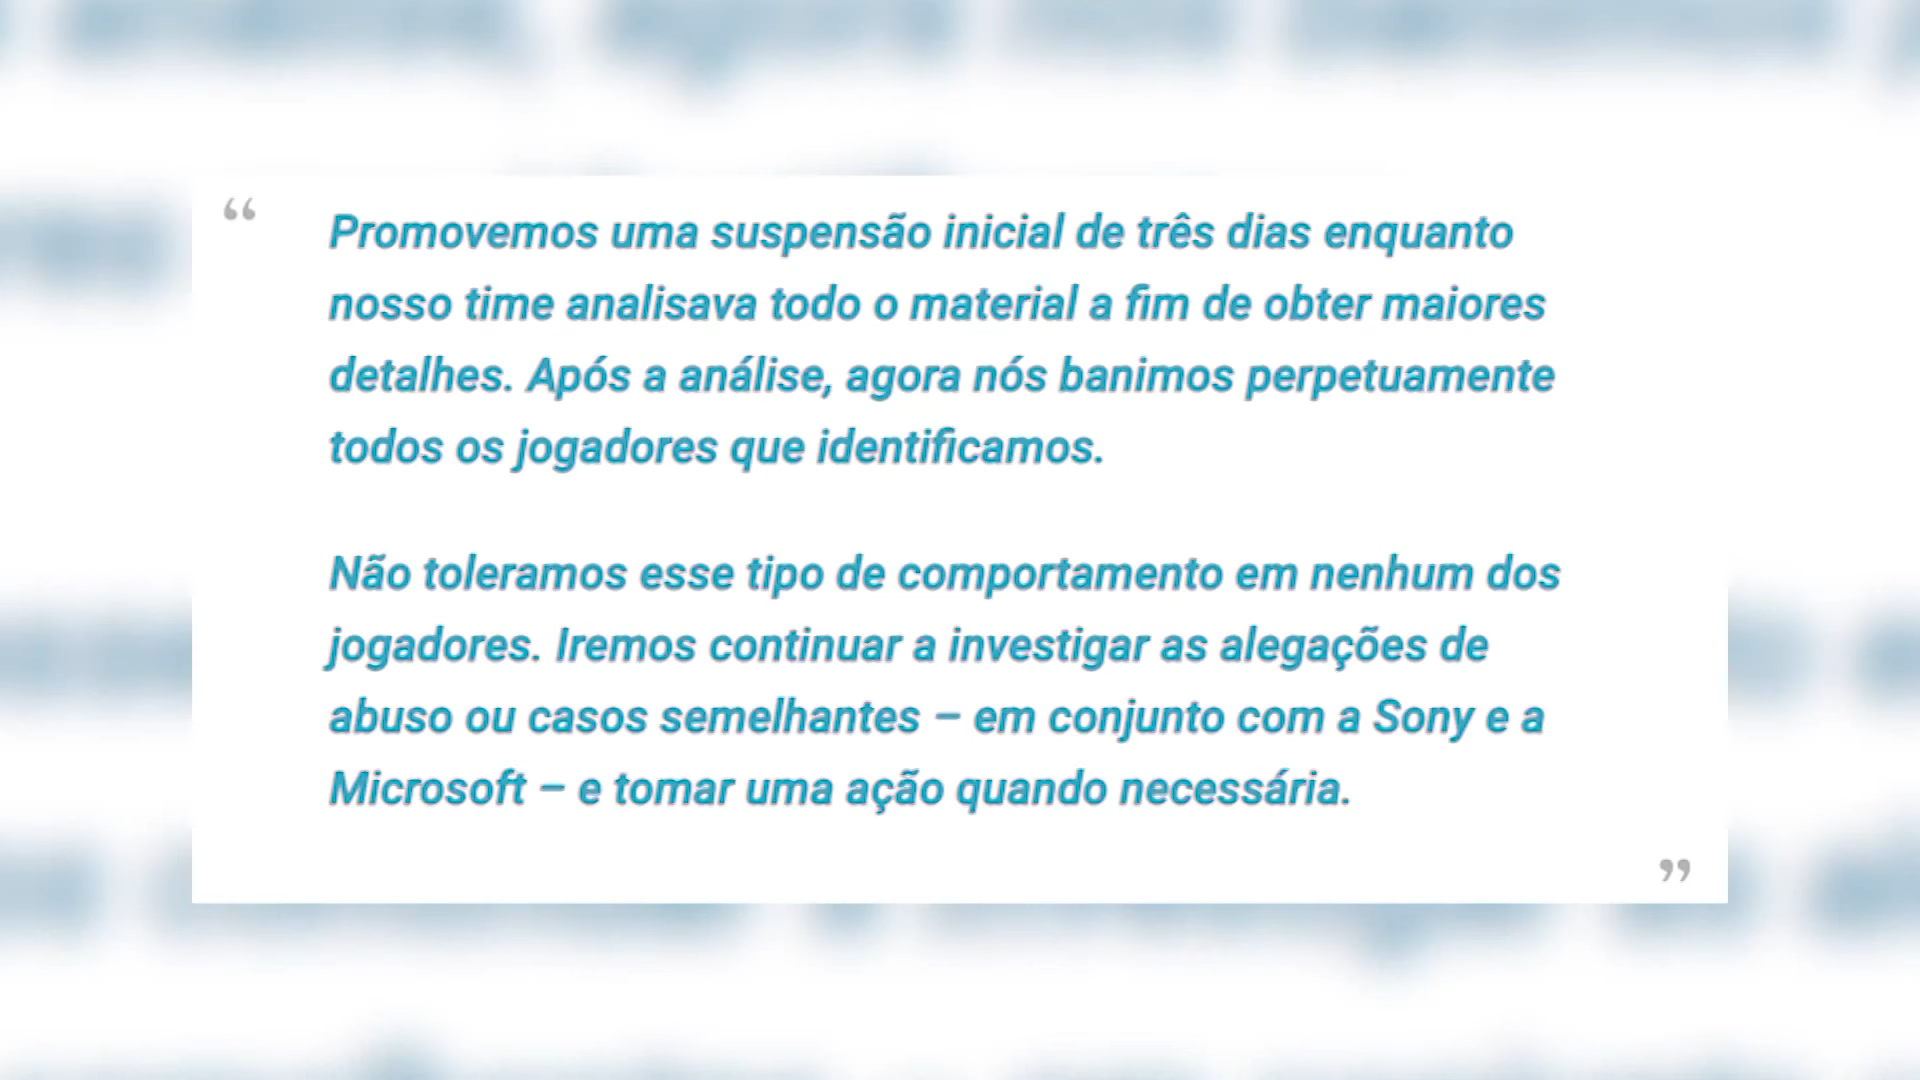 “ Promovemos uma suspensão inicial de três dias enquanto
nosso time analisava todo o material a fim de obter maiores
detalhes. Após a análise, agora nós banimos perpetuamente
todos os jogadores que identificamos.
Não toleramos esse tipo de comportamento em nenhum dos
jogadores. Iremos continuar a investigar as alegações de
abuso ou casos semelhantes – em conjunto com a Sony e a
Microsoft – e tomar uma ação quando necessária.
”